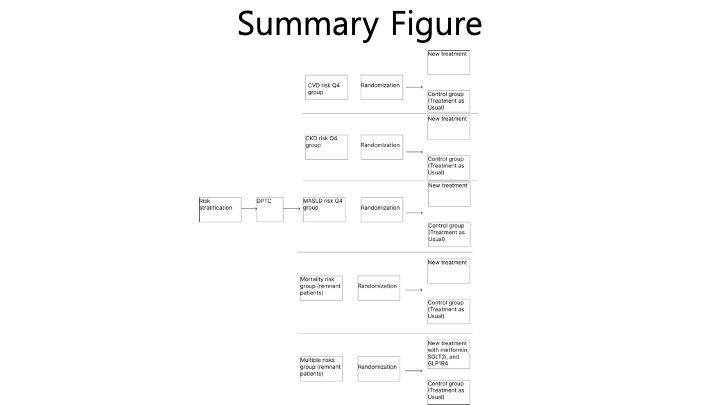 Summary Figure
New treatment
CVD risk Q4
group
Randomization
Control group
(Treatment as
Usual)
New treatment
CKD risk Q4
group
Randomization
Control group
(Treatment as
Usual)
New treatment
Risk
stratification
DPTC
MASLD risk Q4
group
Randomization
Control group
(Treatment as
Usual)
New treatment
Mortality risk
group (remnant
patients)
Randomization
Control group
(Treatment as
Usual)
New treatment
with metformin,
SGLT2i, and
GLP1RA
Multiple risks
group (remnant
patients)
Randomization
Control group
(Treatment as
Usual)